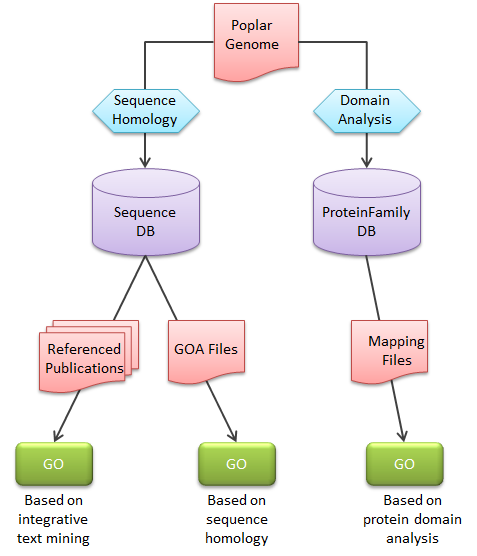 Poplar
Genome
Sequence
Homology
Domain
Analysis
Sequence
DB
ProteinFamily
DB
Referenced
Publications
GOA Files
Mapping
Files
GO
GO
GO
Based on
integrative
text mining
Based on
sequence
homology
Based on
protein domain
analysis